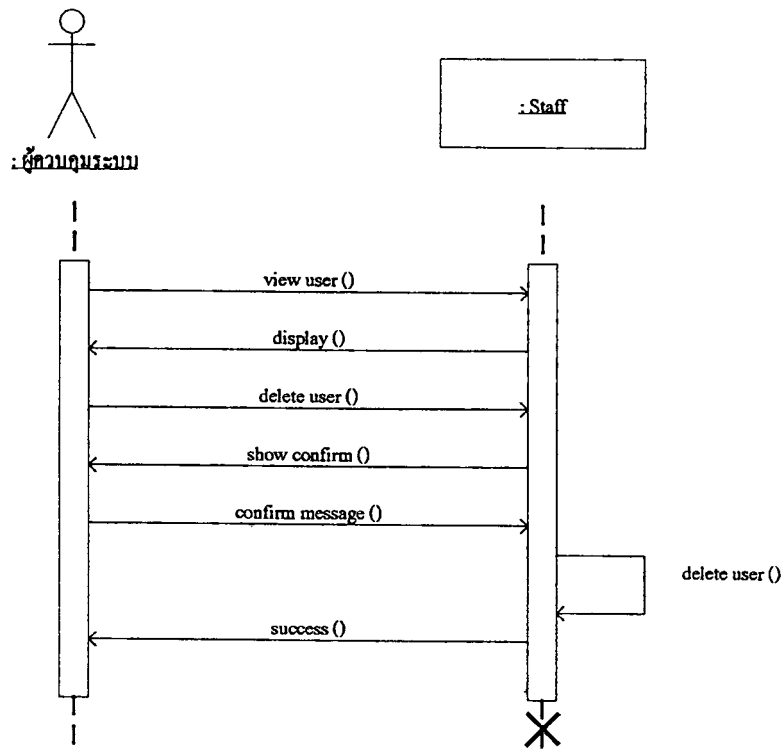 : Staff
: ผู้ควบคุมระบบ
view user ()
display ()
delete user ()
show confirm ()
confirm message ()
delete user ()
success ()